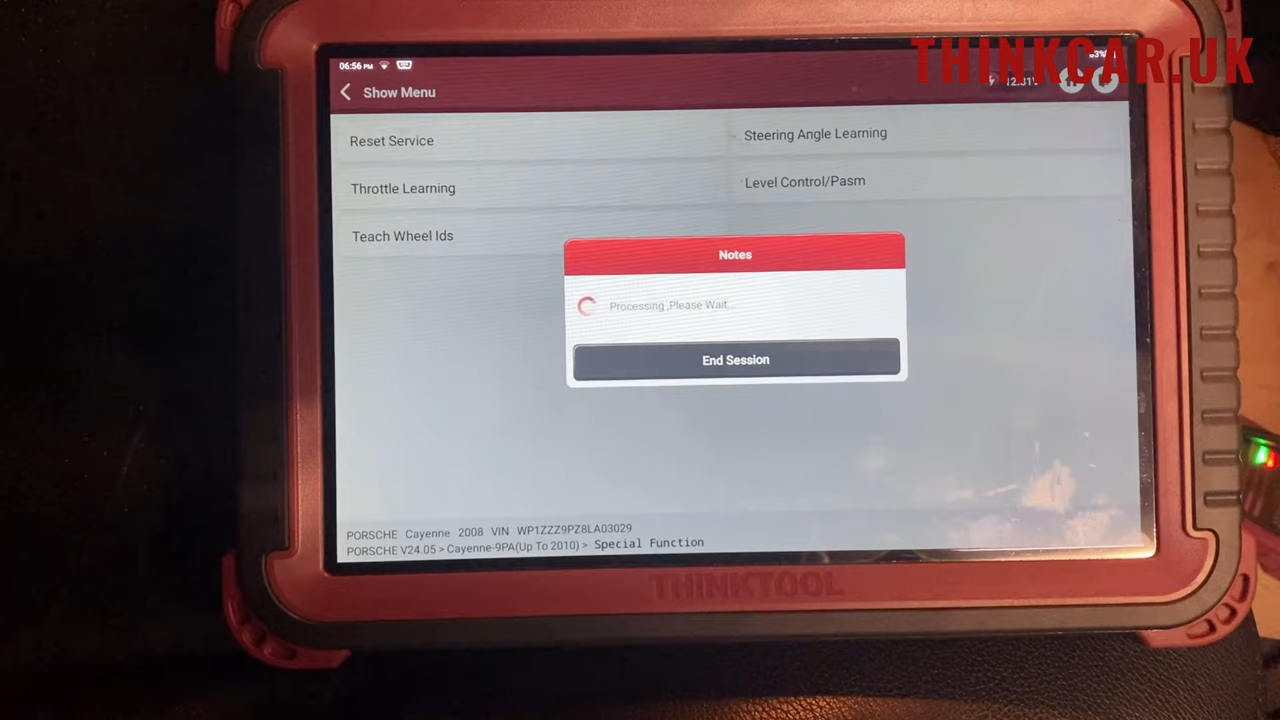 THINKCAR.UK
06:56 PM
Show Menu
Reset Service
Steering Angle Learning
Throttle Learning
Level Control/Pasm
Teach Wheel Ids
Notes
Processing ,Please Wait...
End Session
PORSCHE Cayenne 2008 VIN WP1ZZZ9PZ8LA03029
PORSCHE V24.05 > Cayenne-9PA(Up To 2010) > Special Function
THINKTOOL